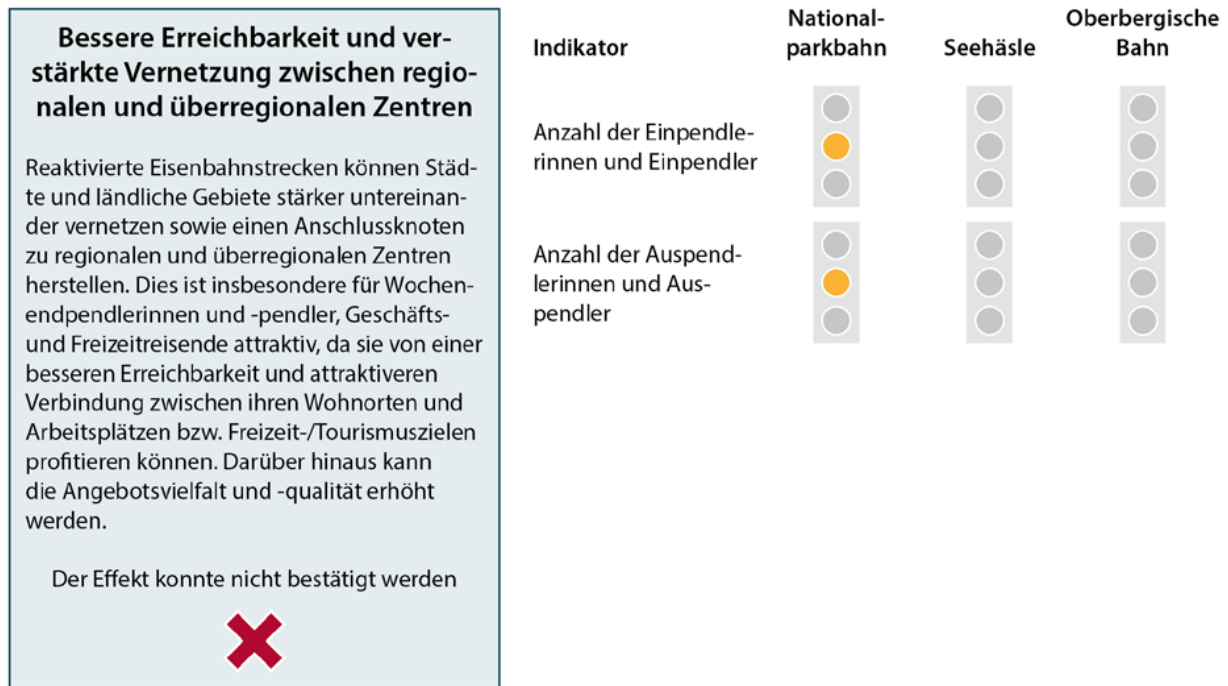 Bessere Erreichbarkeit und ver-
stärkte Vernetzung zwischen regio-
nalen und überregionalen Zentren
Reaktivierte Eisenbahnstrecken können Städ-
te und ländliche Gebiete stärker untereinan-
der vernetzen sowie einen Anschlussknoten
zu regionalen und überregionalen Zentren
herstellen. Dies ist insbesondere für Wochen-
endpendlerinnen und -pendler, Geschäfts-
und Freizeitreisende attraktiv, da sie von einer
besseren Erreichbarkeit und attraktiveren
Verbindung zwischen ihren Wohnorten und
Arbeitsplätzen bzw. Freizeit-/Tourismuszielen
profitieren können. Darüber hinaus kann
die Angebotsvielfalt und -qualität erhöht
werden.
Der Effekt konnte nicht bestätigt werden
Indikator
National-
parkbahn
Seehäsle
Oberbergische
Bahn
Anzahl der Einpendle-
rinnen und Einpendler
Anzahl der Auspend-
lerinnen und Aus-
pendler